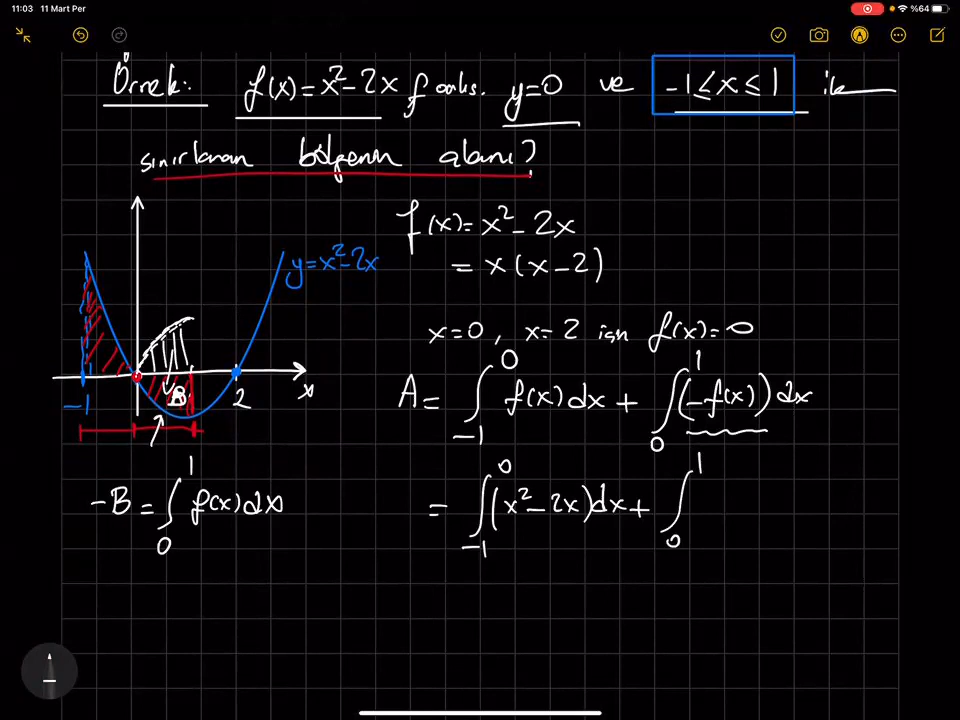 11:03 11 Mart Per
%64
Örnek: f(x) = x² - 2x fonks. y=0 ve -1 ≤ x ≤ 1 ile
sınırlanan bölgenin alanı?
f(x) = x² - 2x
= x(x-2)
y = x² - 2x
x=0, x=2 için f(x)=0
-1 B 2 x
A = ∫₋₁⁰ f(x)dx + ∫₀¹ (-f(x))dx
-B = ∫₀¹ f(x)dx
= ∫₋₁⁰ (x² - 2x)dx + ∫₀¹